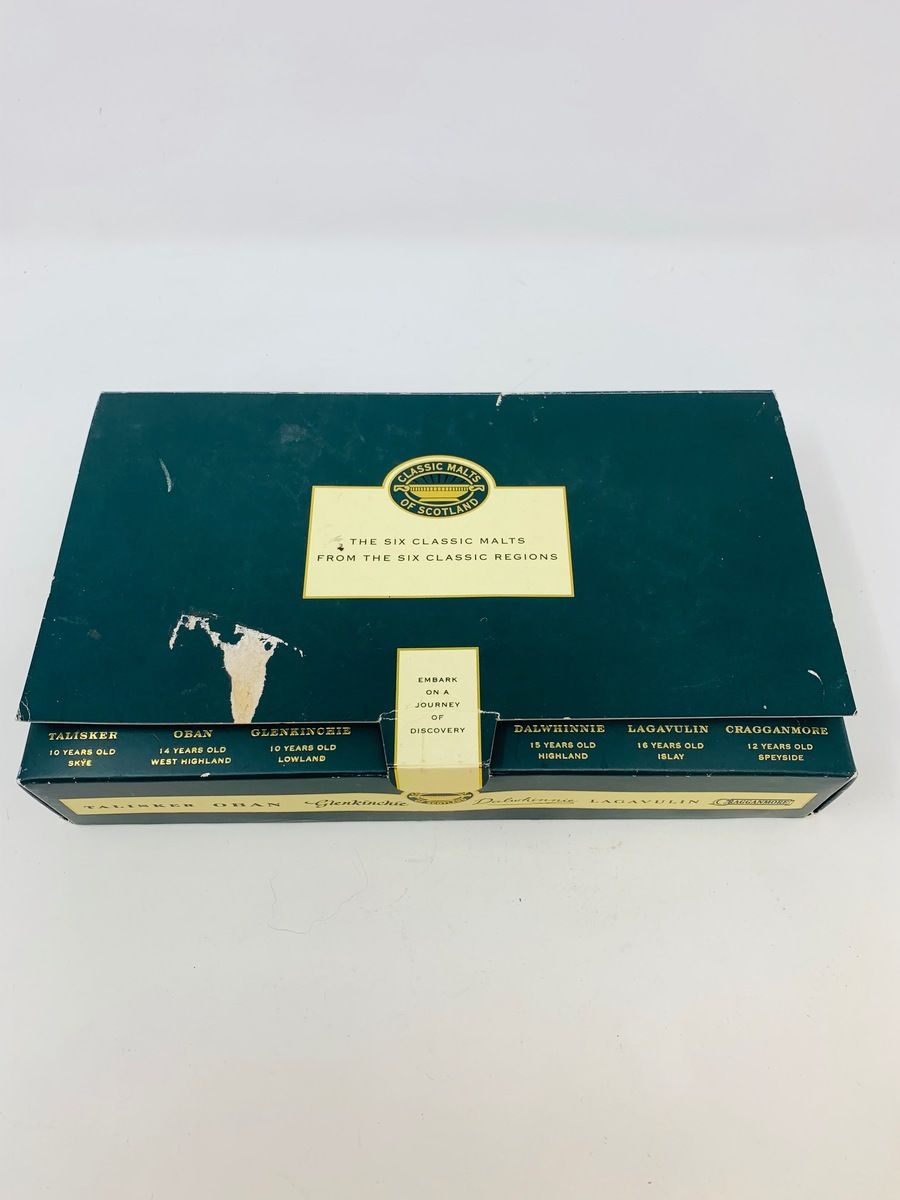 CLASSIC MALTS
OF SCOTLAND
THE SIX CLASSIC MALTS
FROM THE SIX CLASSIC REGIONS
EMBARK
ON A
JOURNEY
OF
DISCOVERY
TALISKER
10 YEARS OLD
SKYE
OBAN
14 YEARS OLD
WEST HIGHLAND
GLENKINCHIE
10 YEARS OLD
LOWLAND
DALWHINNIE
15 YEARS OLD
HIGHLAND
LAGAVULIN
16 YEARS OLD
ISLAY
CRAGGANMORE
12 YEARS OLD
SPEYSIDE
TALISKER OBAN Glenkinchie Dalwhinnie LAGAVULIN CRAGGANMORE